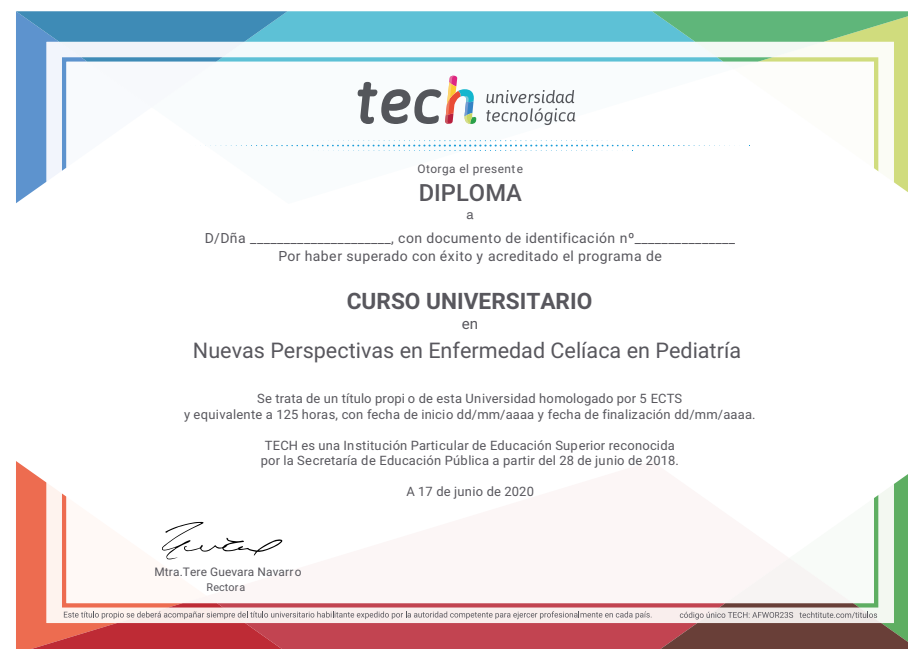 tech universidad
tecnológica
Otorga el presente
DIPLOMA
a
D/Dña _____________________, con documento de identificación nº_______________
Por haber superado con éxito y acreditado el programa de
CURSO UNIVERSITARIO
en
Nuevas Perspectivas en Enfermedad Celíaca en Pediatría
Se trata de un título propi o de esta Universidad homologado por 5 ECTS
y equivalente a 125 horas, con fecha de inicio dd/mm/aaaa y fecha de finalización dd/mm/aaaa.
TECH es una Institución Particular de Educación Superior reconocida
por la Secretaría de Educación Pública a partir del 28 de junio de 2018.
A 17 de junio de 2020
Mtra.Tere Guevara Navarro
Rectora
Este título propio se deberá acompañar siempre del título universitario habilitante expedido por la autoridad competente para ejercer profesionalmente en cada país. código único TECH: AFWOR23S techtitute.com/titulos